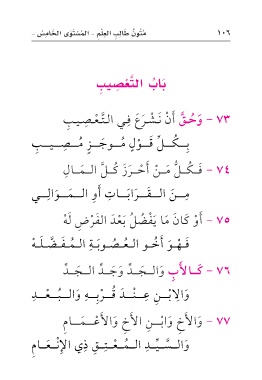 ١٠٦
مُتُونُ طَالِبِ العِلْمِ - المُسْتَوَى الخَامِسُ -
بَابُ التَّعْصِيبِ
٧٣ - وَحُقَّ أَنْ نَشْرَعَ فِي التَّعْصِيبِ
بِكُلِّ قَوْلٍ مُوجَزٍ مُصِيبِ
٧٤ - فَكُلُّ مَنْ أَحْرَزَ كُلَّ المَالِ
مِنَ القَرَابَاتِ أَوِ المَوَالِي
٧٥ - أَوْ كَانَ مَا يَفْضُلُ بَعْدَ الفَرْضِ لَهْ
فَهْوَ أَخُو العُصُوبَةِ المُفَضَّلَهْ
٧٦ - كَالأَبِ وَالجَدِّ وَجَدِّ الجَدِّ
وَالِابْنِ عِنْدَ قُرْبِهِ وَالبُعْدِ
٧٧ - وَالأَخِ وَابْنِ الأَخِ وَالأَعْمَامِ
وَالسَّيِّدِ المُعْتِقِ ذِي الإِنْعَامِ